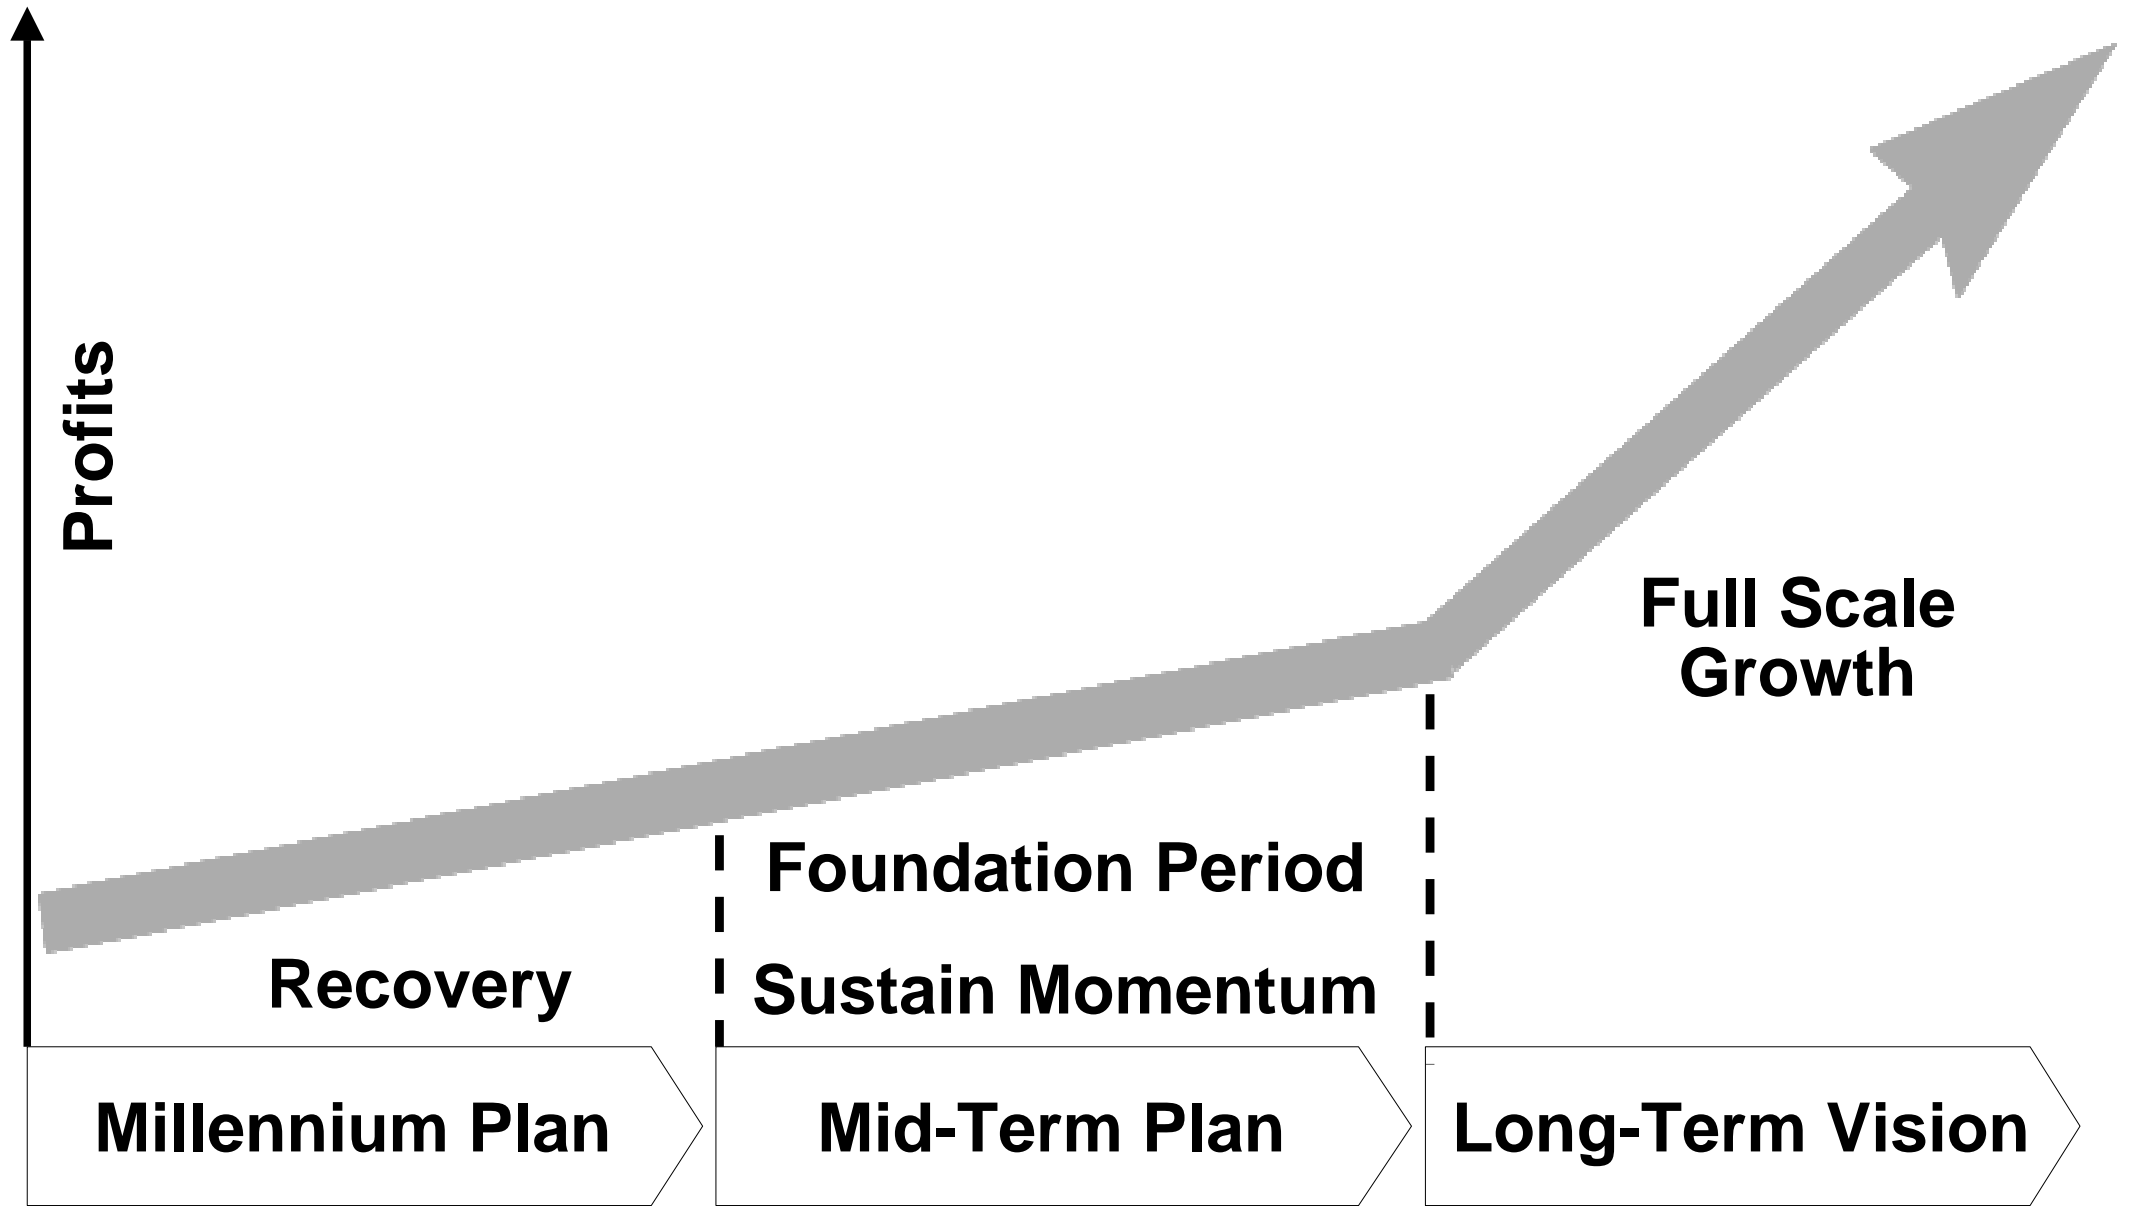 Profits
Full Scale
Growth
Foundation Period
Recovery
Sustain Momentum
Millennium Plan
Mid-Term Plan
Long-Term Vision